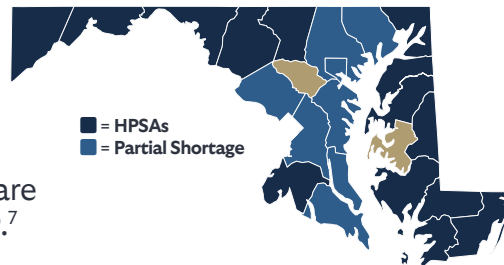 = HPSAs
= Partial Shortage
are
.7